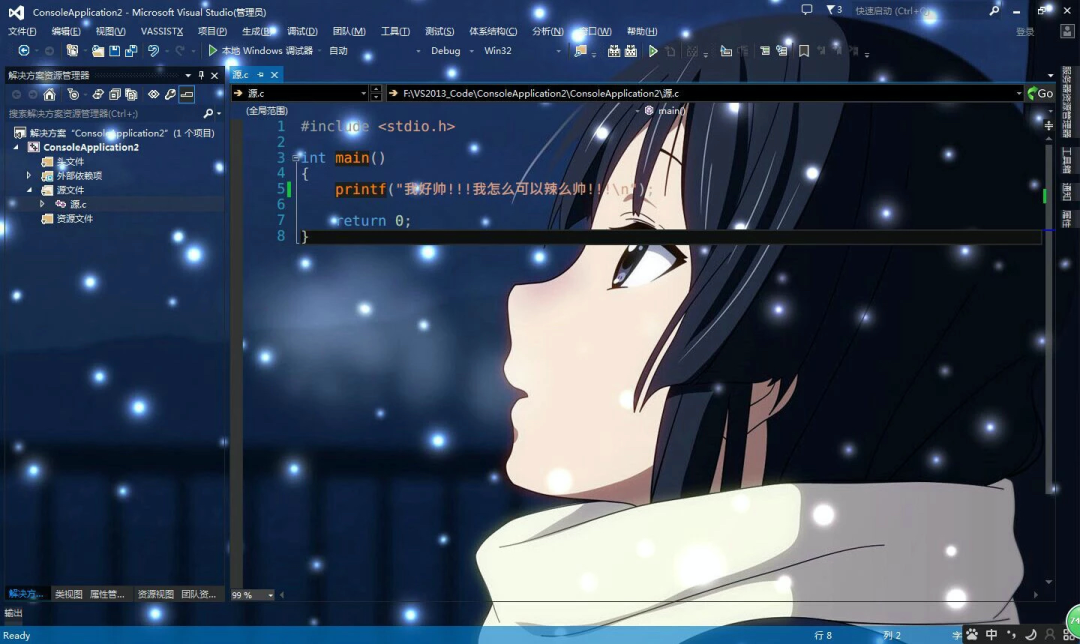 ConsoleApplication2 - Microsoft Visual Studio(管理员)
3
快速启动 (Ctrl+Q)
文件(F) 编辑(E) 视图(V) VASSISTX 项目(P) 生成(B) 调试(D) 团队(M) 工具(T) 测试(S) 体系结构(C) 分析(N) 窗口(W) 帮助(H)
登录
本地 Windows 调试器 自动 Debug Win32
解决方案资源管理器
源.c
源.c
F:\VS2013_Code\ConsoleApplication2\ConsoleApplication2\源.c
Go
搜索解决方案资源管理器(Ctrl+;)
(全局范围)
main()
解决方案 "ConsoleApplication2" (1 个项目)
ConsoleApplication2
头文件
外部依赖项
源文件
源.c
资源文件
1 #include <stdio.h>
2
3 int main()
4 {
5 printf("我好帅!!!我怎么可以辣么帅!!!\n");
6
7 return 0;
8 }
工具箱
通知
属性
解决方... 类视图 属性管... 资源视图 团队资...
99 %
输出
Ready
行 8
列 2
字
中
74